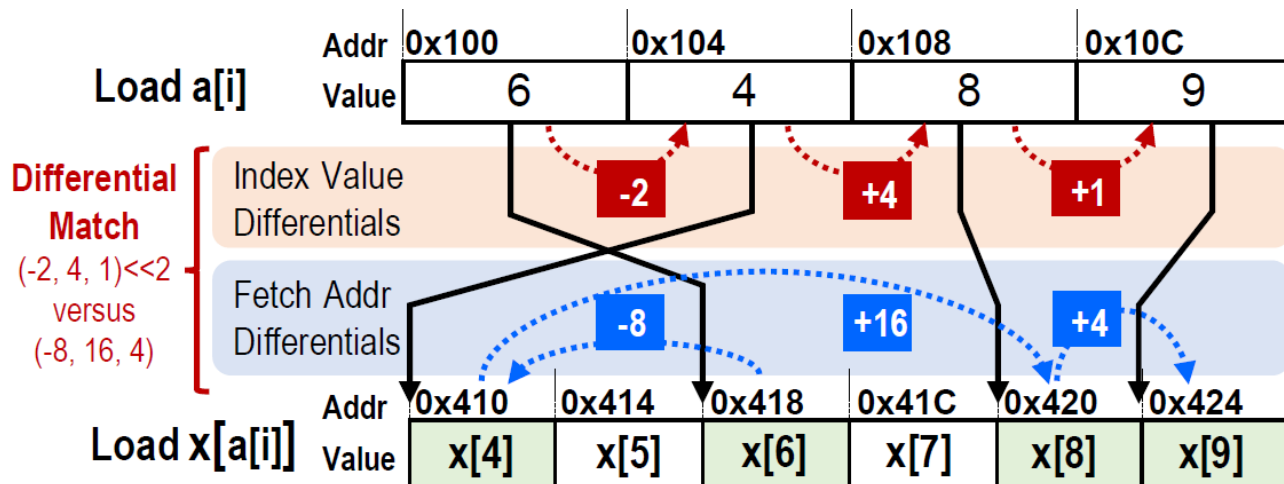 Addr 0x100 0x104 0x108 0x10C
Load a[i] Value 6 4 8 9
Differential
Match
(-2, 4, 1)<<2
versus
(-8, 16, 4)
Index Value
Differentials
-2 +4 +1
Fetch Addr
Differentials
-8 +16 +4
Addr 0x410 0x414 0x418 0x41C 0x420 0x424
Load x[a[i]] Value x[4] x[5] x[6] x[7] x[8] x[9]